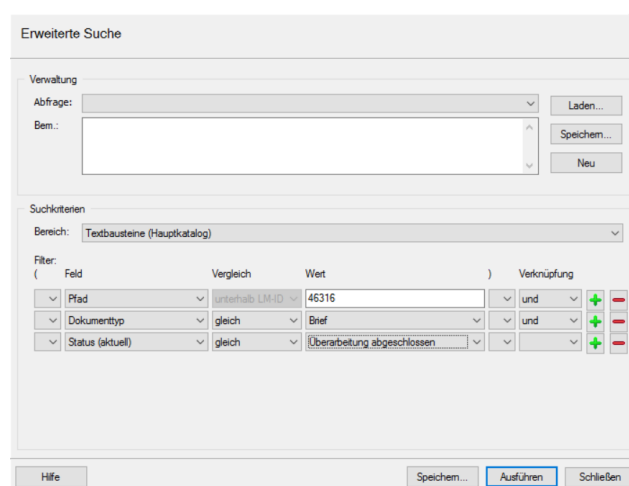 Erweiterte Suche
Verwaltung
Abfrage:
Laden...
Bem.:
Speichern...
Neu
Suchkriterien
Bereich: Textbausteine (Hauptkatalog)
Filter:
( Feld Vergleich Wert ) Verknüpfung
Pfad unterhalb LM-ID 46316 und
Dokumenttyp gleich Brief und
Status (aktuell) gleich Überarbeitung abgeschlossen
Hilfe Speichern... Ausführen Schließen